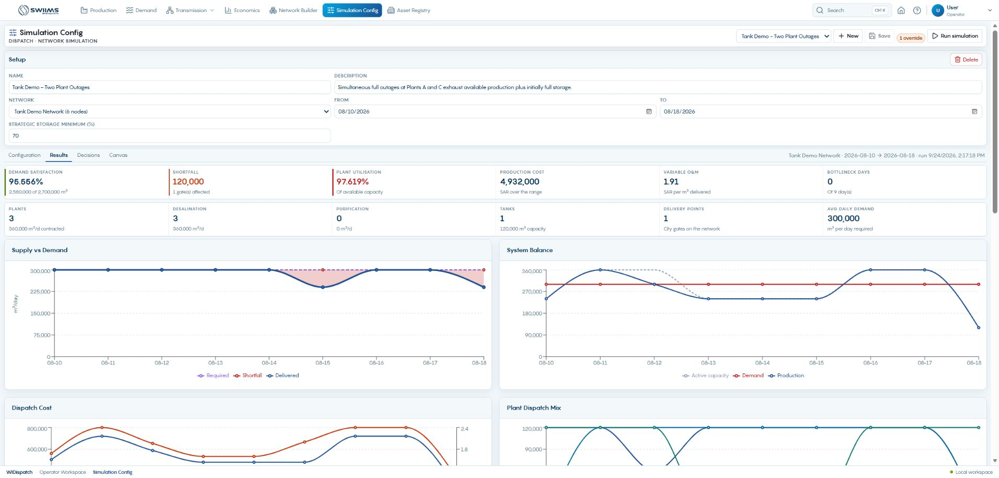 SWIIMS
WIDispatch
Production
Demand
Transmission
Economics
Network Builder
Simulation Config
Asset Registry
Search
Ctrl K
U
User
Operator
Simulation Config
DISPATCH · NETWORK SIMULATION
Tank Demo – Two Plant Outages
+ New
Save
1 override
Run simulation
Setup
Delete
NAME
DESCRIPTION
Tank Demo – Two Plant Outages
Simultaneous full outages at Plants A and C exhaust available production plus initially full storage.
NETWORK
FROM
TO
Tank Demo Network (6 nodes)
08/10/2026
08/18/2026
STRATEGIC STORAGE MINIMUM (%)
70
Configuration
Results
Decisions
Canvas
Tank Demo Network · 2026-08-10 → 2026-08-18 · run 9/24/2026, 2:17:18 PM
DEMAND SATISFACTION
95.556%
2,580,000 of 2,700,000 m³
SHORTFALL
120,000
1 gate(s) affected
PLANT UTILISATION
97.619%
Of available capacity
PRODUCTION COST
4,932,000
SAR over the range
VARIABLE O&M
1.91
SAR per m³ delivered
BOTTLENECK DAYS
0
Of 9 day(s)
PLANTS
3
360,000 m³/d contracted
DESALINATION
3
360,000 m³/d
PURIFICATION
0
0 m³/d
TANKS
1
120,000 m³ capacity
DELIVERY POINTS
1
City gates on the network
AVG DAILY DEMAND
300,000
m³ per day required
Supply vs Demand
300,000
225,000
150,000
75,000
0
m³/day
08-10 08-11 08-12 08-13 08-14 08-15 08-16 08-17 08-18
Required Shortfall Delivered
System Balance
360,000
270,000
180,000
90,000
0
08-10 08-11 08-12 08-13 08-14 08-15 08-16 08-17 08-18
Active capacity Demand Production
Dispatch Cost
800,000
600,000
2.4
1.8
Plant Dispatch Mix
120,000
90,000
WIDispatch · Operator Workspace · Simulation Config
Local workspace